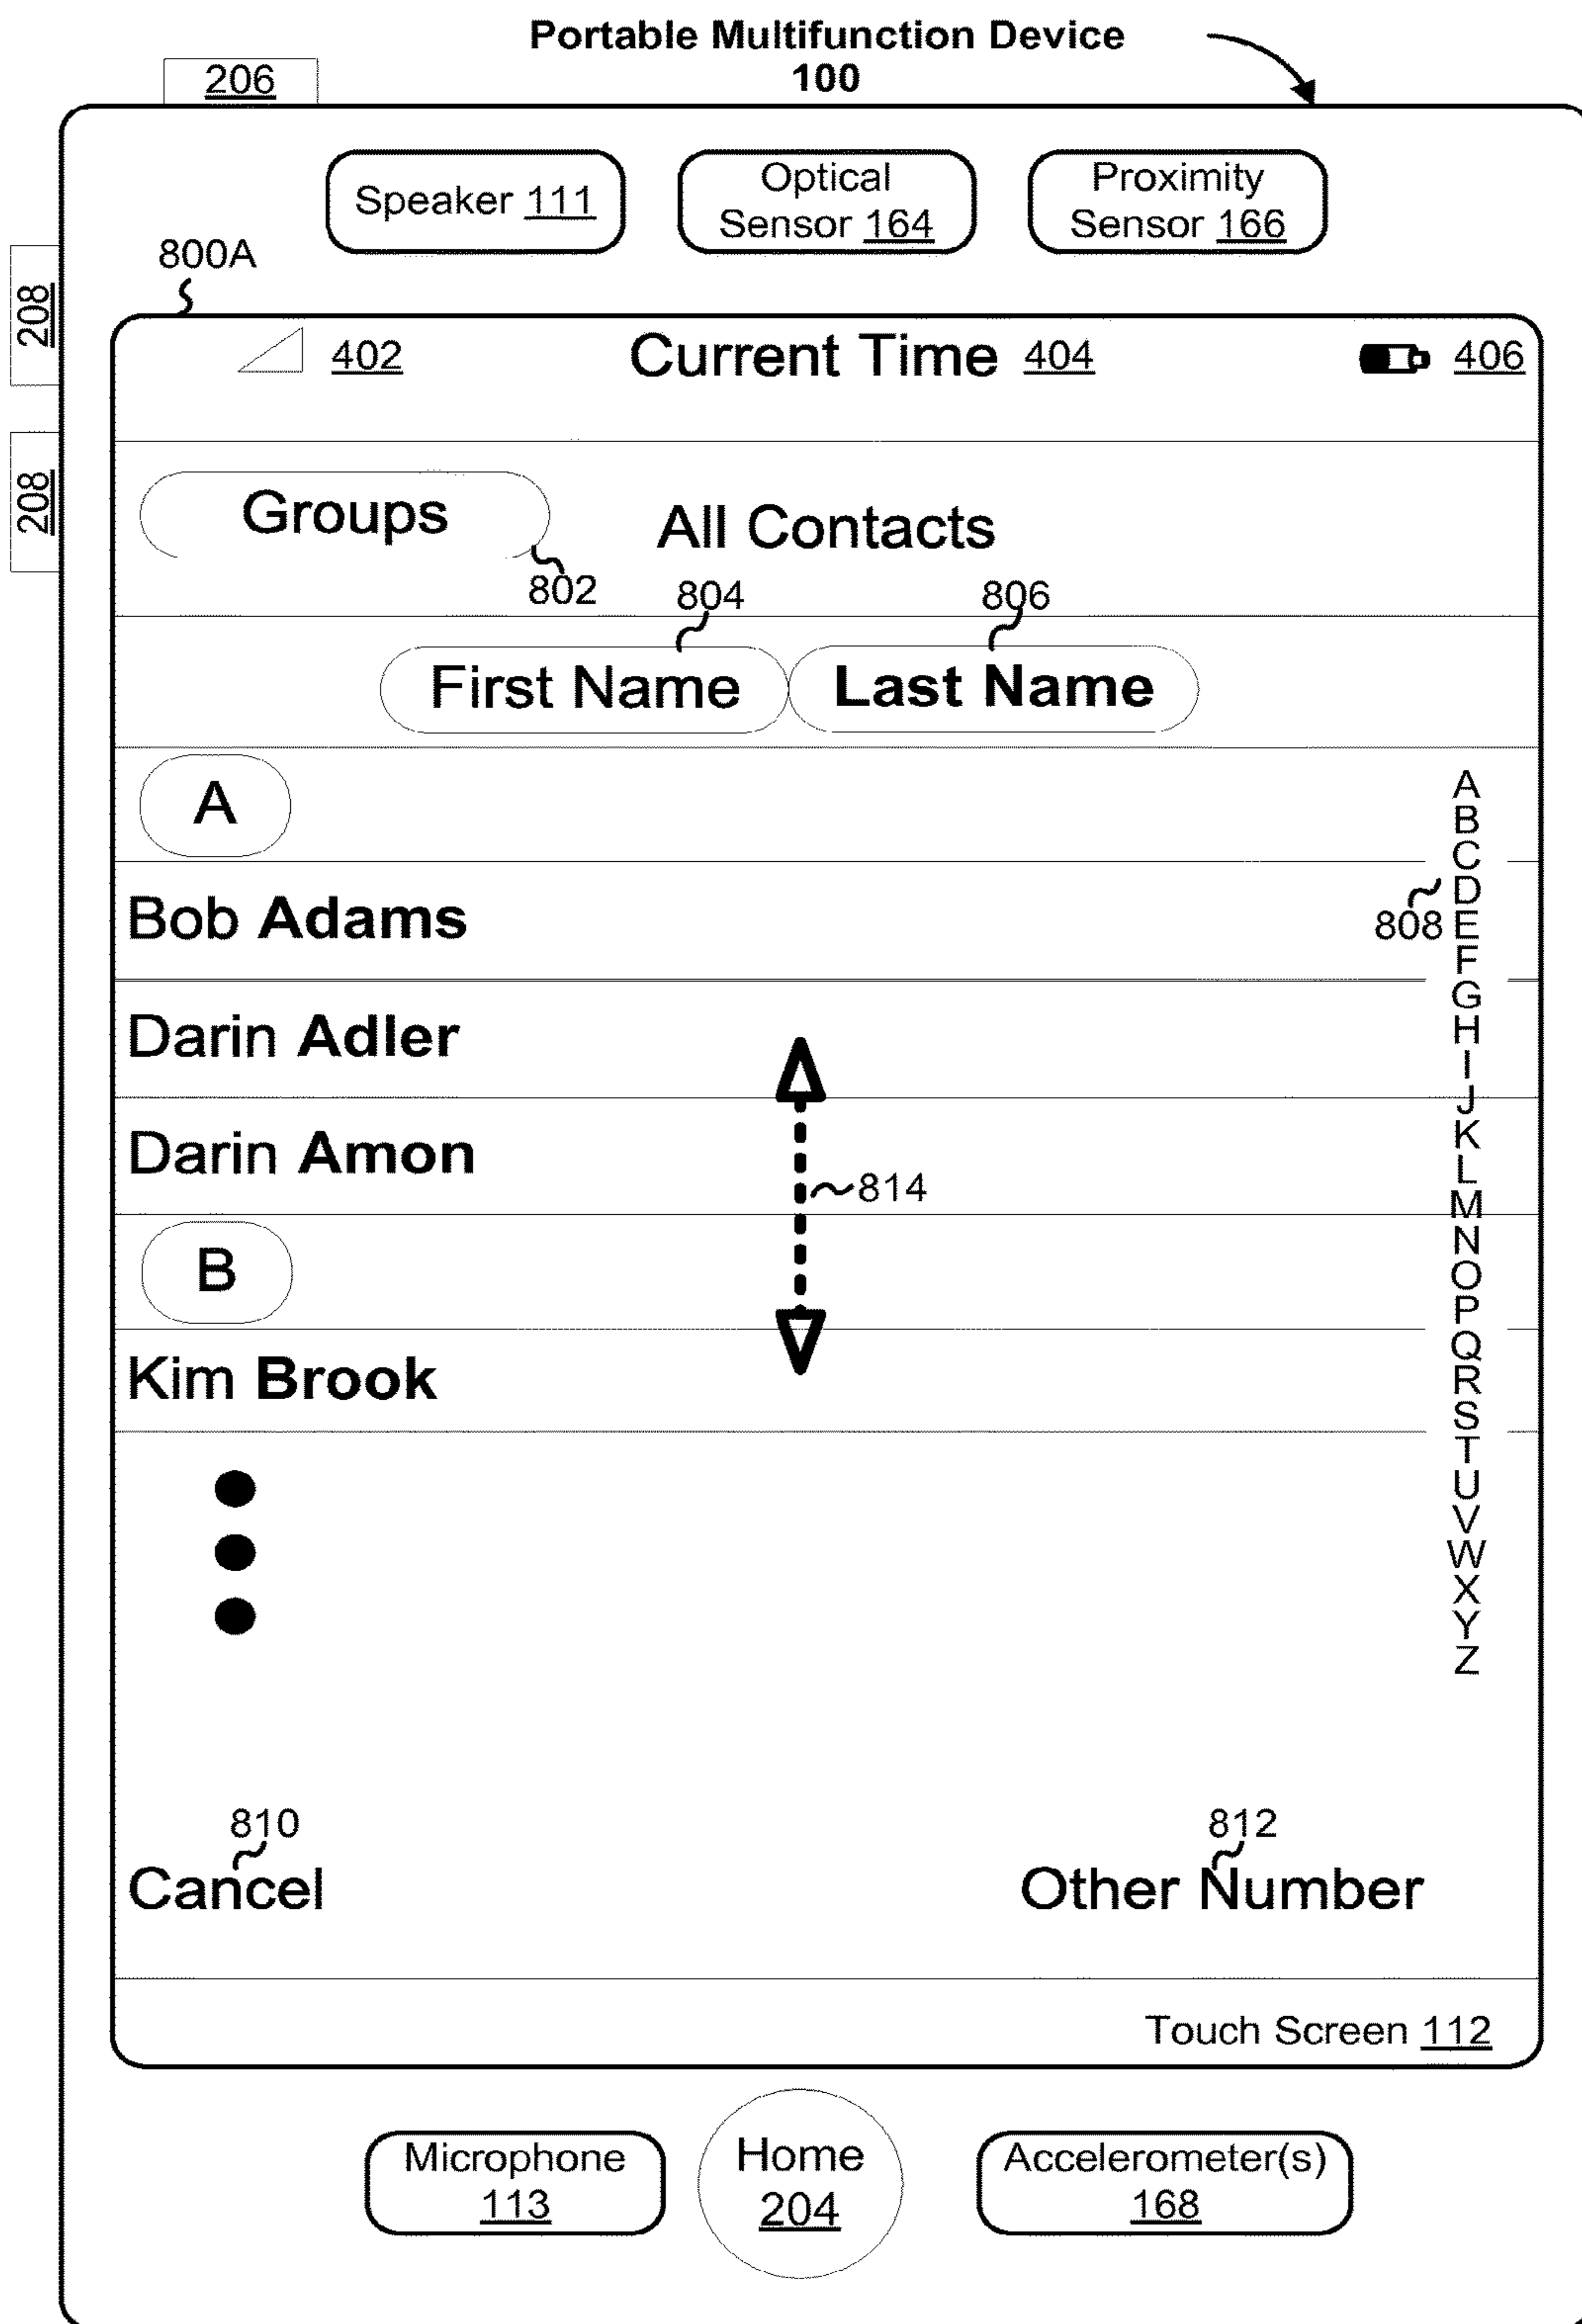 Portable Multifunction Device
100
206
Speaker 111
Optical
Sensor 164
Proximity
Sensor 166
800A
208
208
402
Current Time 404
406
Groups
All Contacts
802
804
806
First Name
Last Name
A
Bob Adams
Darin Adler
Darin Amon
814
B
Kim Brook
808
A
B
C
D
E
F
G
H
I
J
K
L
M
N
O
P
Q
R
S
T
U
V
W
X
Y
Z
810
812
Cancel
Other Number
Touch Screen 112
Microphone
113
Home
204
Accelerometer(s)
168